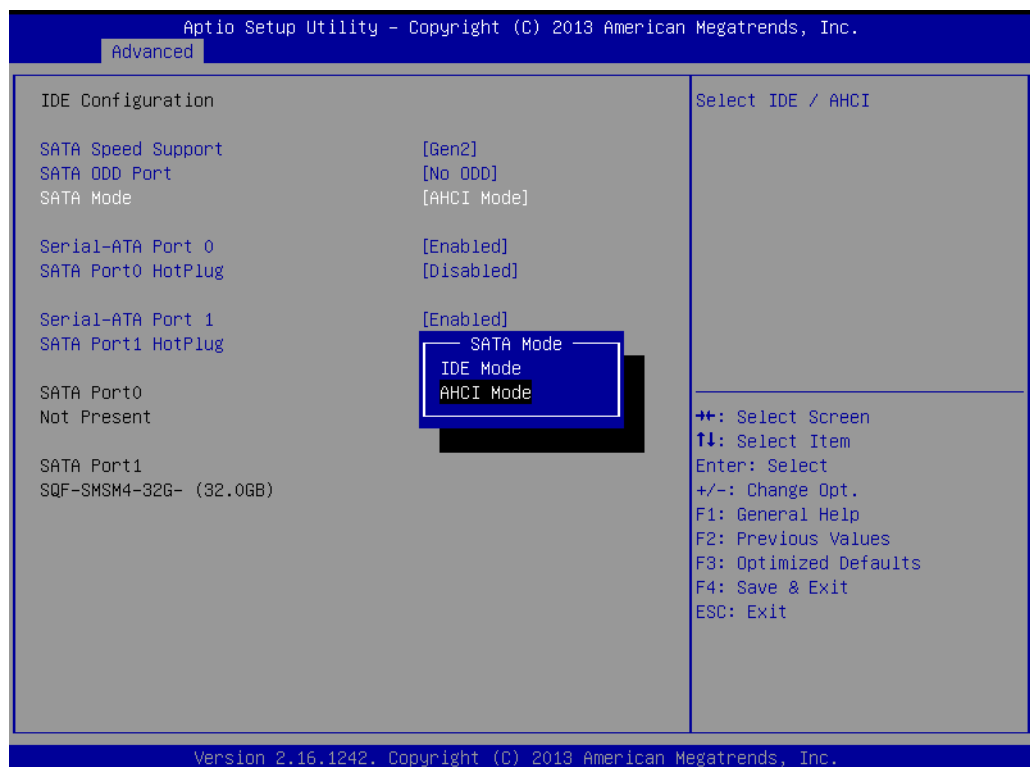 Aptio Setup Utility – Copyright (C) 2013 American Megatrends, Inc.
Advanced
IDE Configuration
Select IDE / AHCI
SATA Speed Support [Gen2]
SATA ODD Port [No ODD]
SATA Mode [AHCI Mode]
Serial-ATA Port 0 [Enabled]
SATA Port0 HotPlug [Disabled]
Serial-ATA Port 1 [Enabled]
SATA Port1 HotPlug
SATA Mode
IDE Mode
AHCI Mode
SATA Port0
Not Present
SATA Port1
SQF-SMSM4-32G- (32.0GB)
→←: Select Screen
↑↓: Select Item
Enter: Select
+/-: Change Opt.
F1: General Help
F2: Previous Values
F3: Optimized Defaults
F4: Save & Exit
ESC: Exit
Version 2.16.1242. Copyright (C) 2013 American Megatrends, Inc.